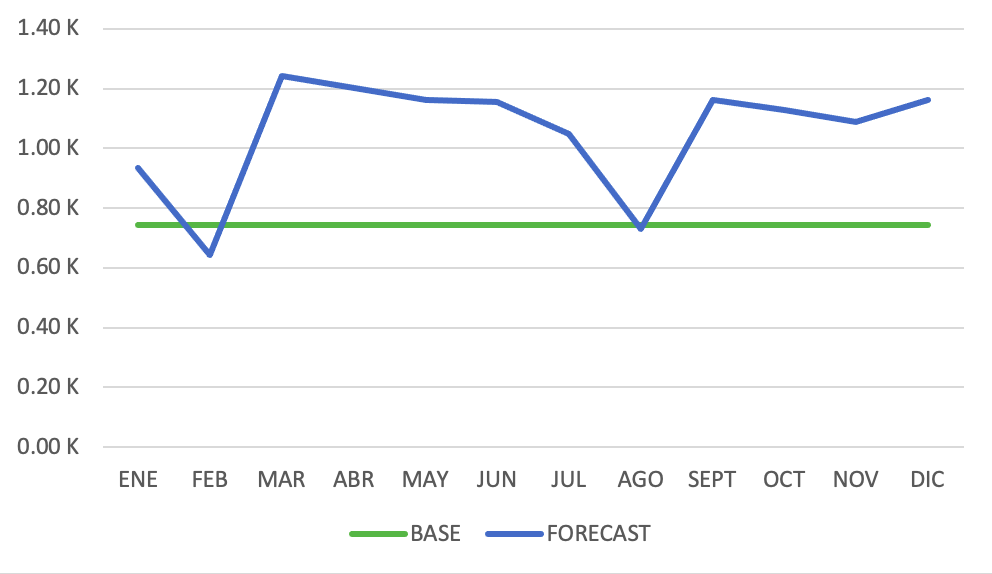 1.40 K
1.20 K
1.00 K
0.80 K
0.60 K
0.40 K
0.20 K
0.00 K
ENE FEB MAR ABR MAY JUN JUL AGO SEPT OCT NOV DIC
BASE FORECAST